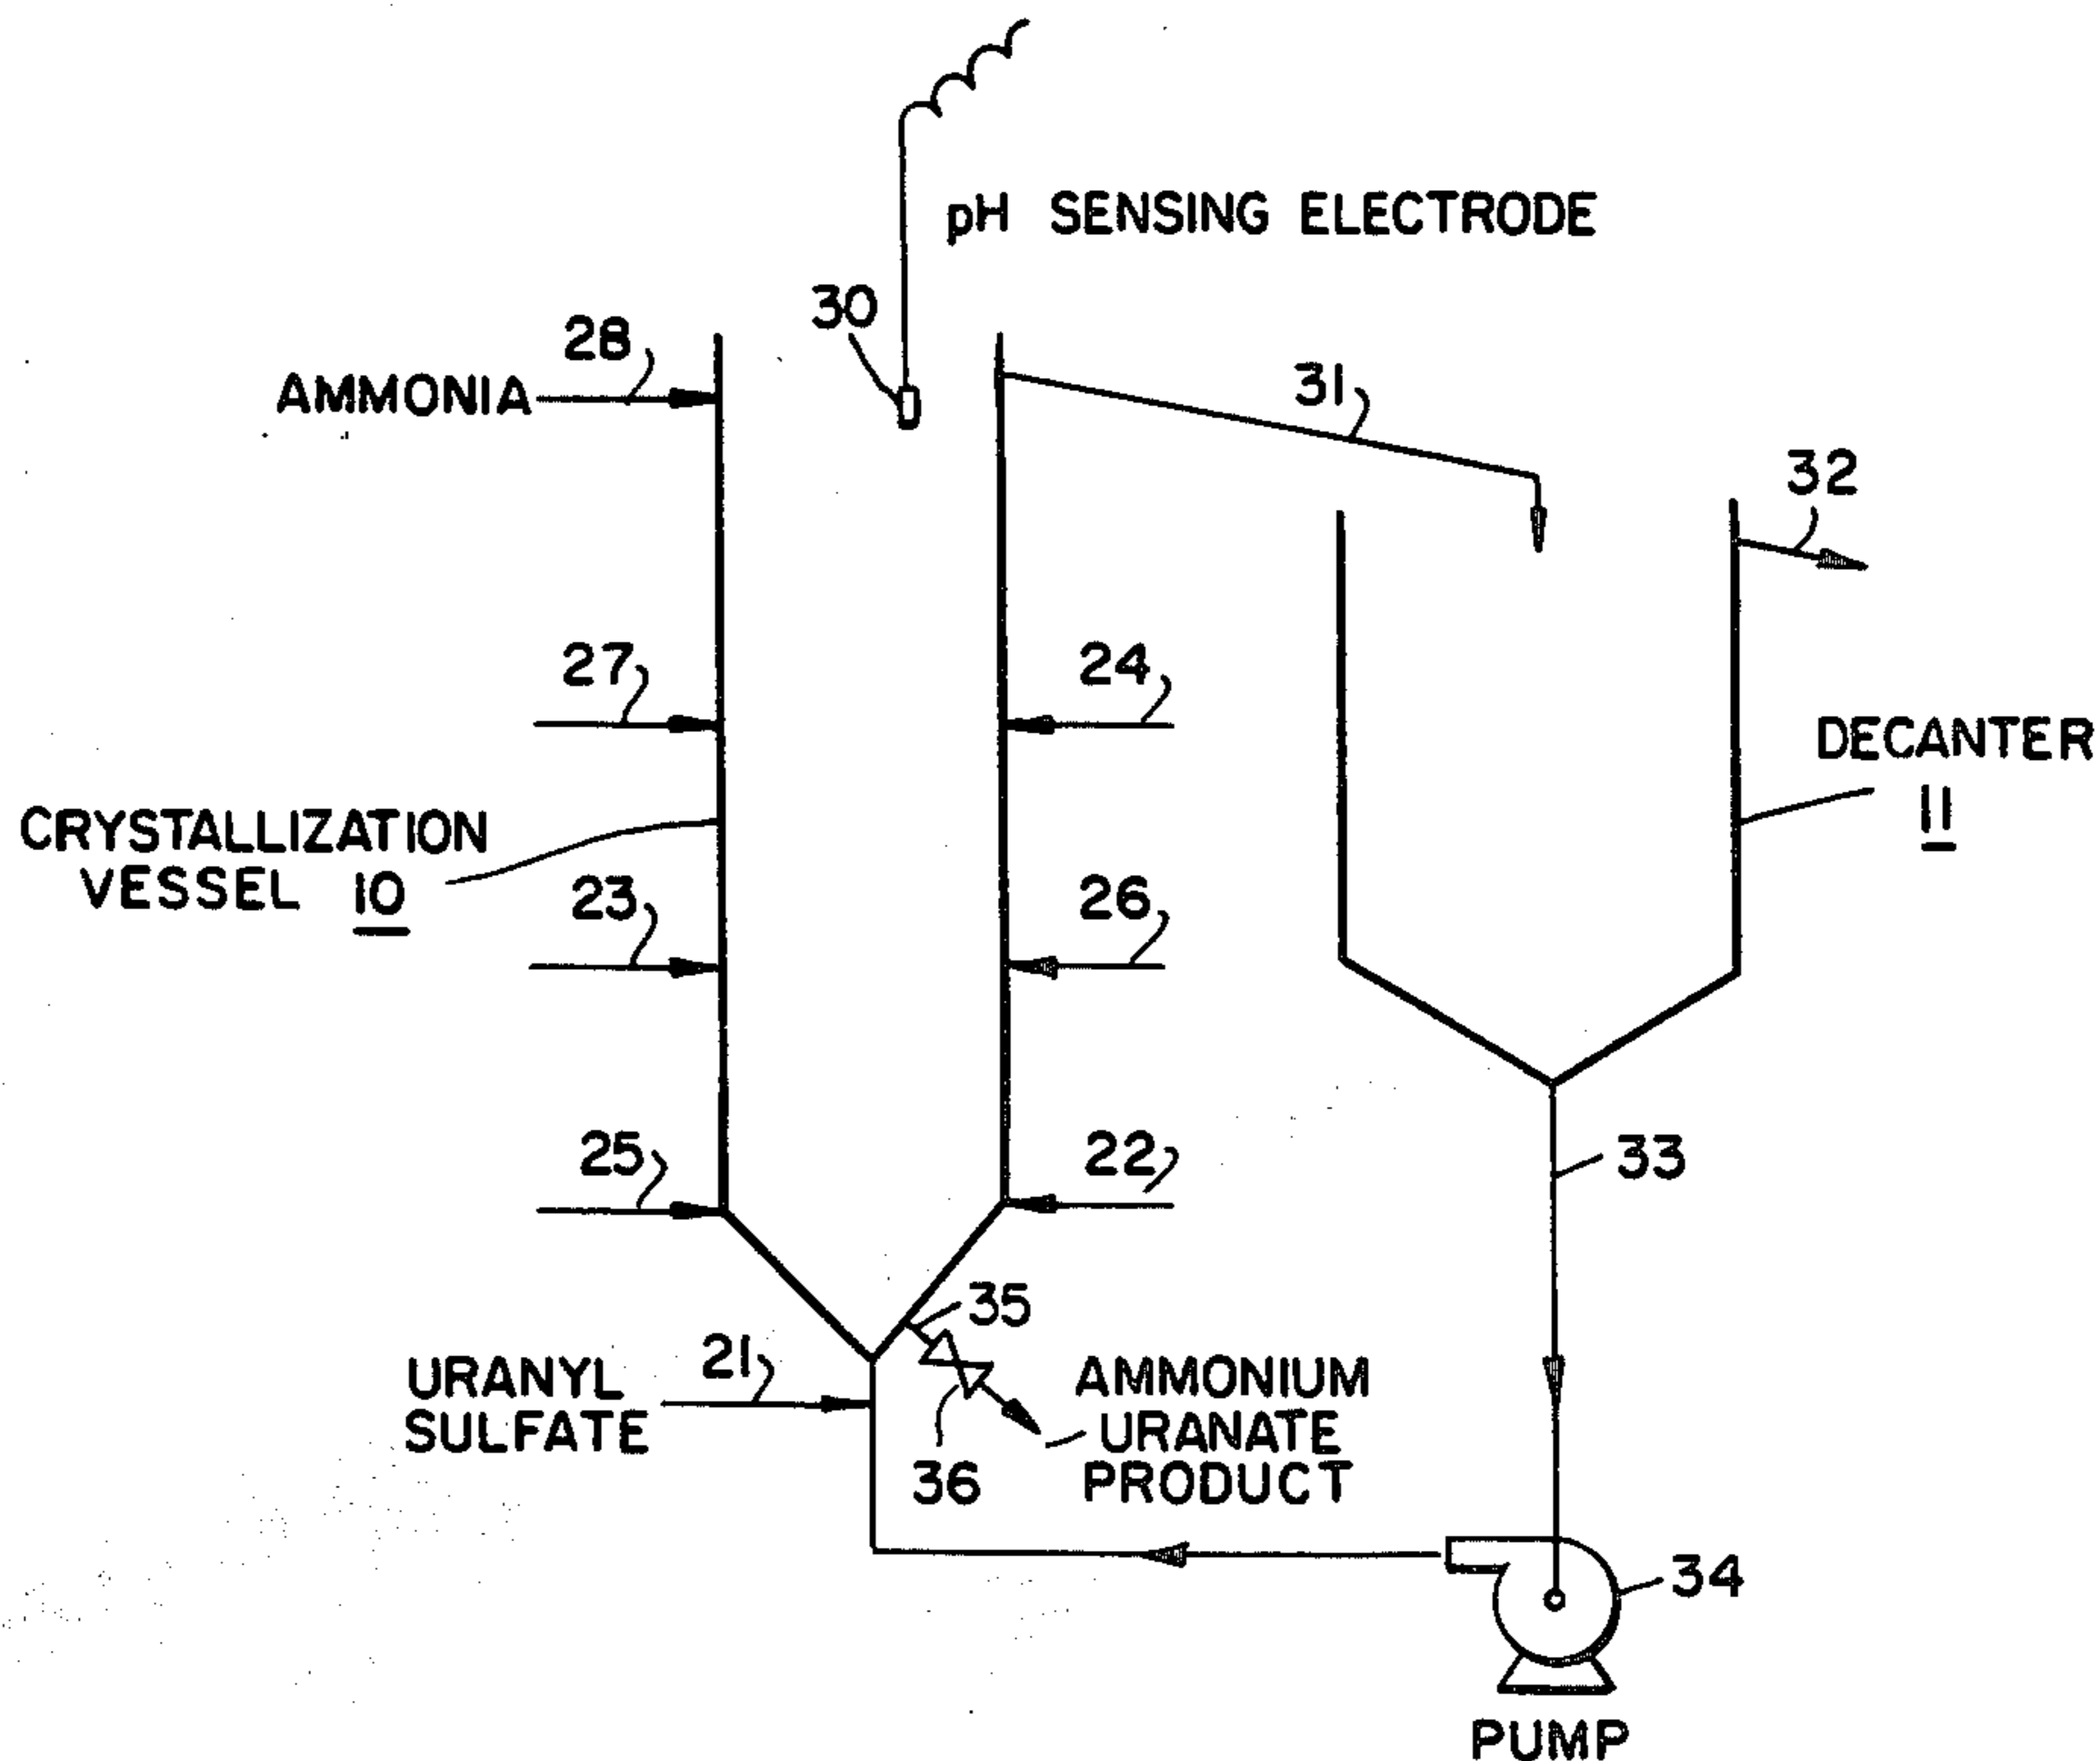 pH SENSING ELECTRODE
30
28
AMMONIA
31
32
27
24
DECANTER
11
CRYSTALLIZATION
VESSEL 10
23
26
25
22
33
35
21
URANYL
SULFATE
AMMONIUM
URANATE
PRODUCT
36
34
PUMP